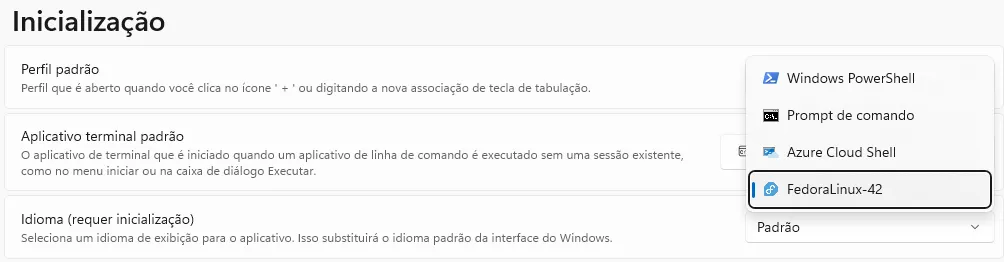 Inicialização
Perfil padrão
Perfil que é aberto quando você clica no ícone ' + ' ou digitando a nova associação de tecla de tabulação.
Windows PowerShell
Prompt de comando
Azure Cloud Shell
FedoraLinux-42
Aplicativo terminal padrão
O aplicativo de terminal que é iniciado quando um aplicativo de linha de comando é executado sem uma sessão existente,
como no menu iniciar ou na caixa de diálogo Executar.
Idioma (requer inicialização)
Seleciona um idioma de exibição para o aplicativo. Isso substituirá o idioma padrão da interface do Windows.
Padrão